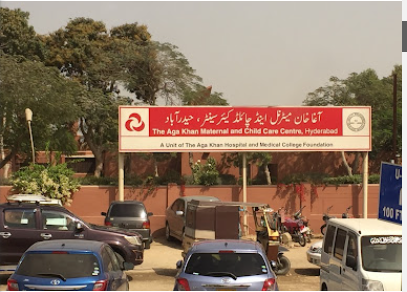 آغا خان میٹرنل اینڈ چائلڈ کیئر سینٹر، حیدرآباد
The Aga Khan Maternal and Child Care Centre, Hyderabad
A Unit of The Aga Khan Hospital and Medical College Foundation
U-
100 FT